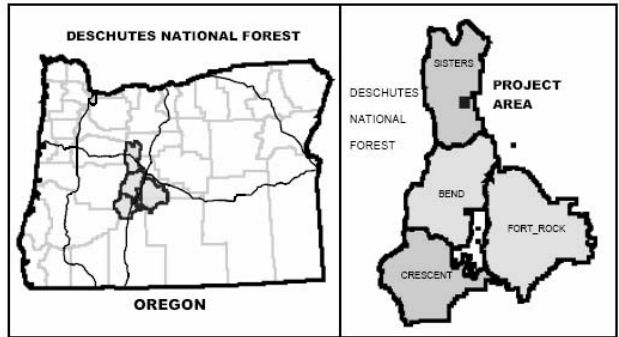 DESCHUTES NATIONAL FOREST
OREGON
SISTERS
PROJECT
AREA
DESCHUTES
NATIONAL
FOREST
BEND
FORT_ROCK
CRESCENT